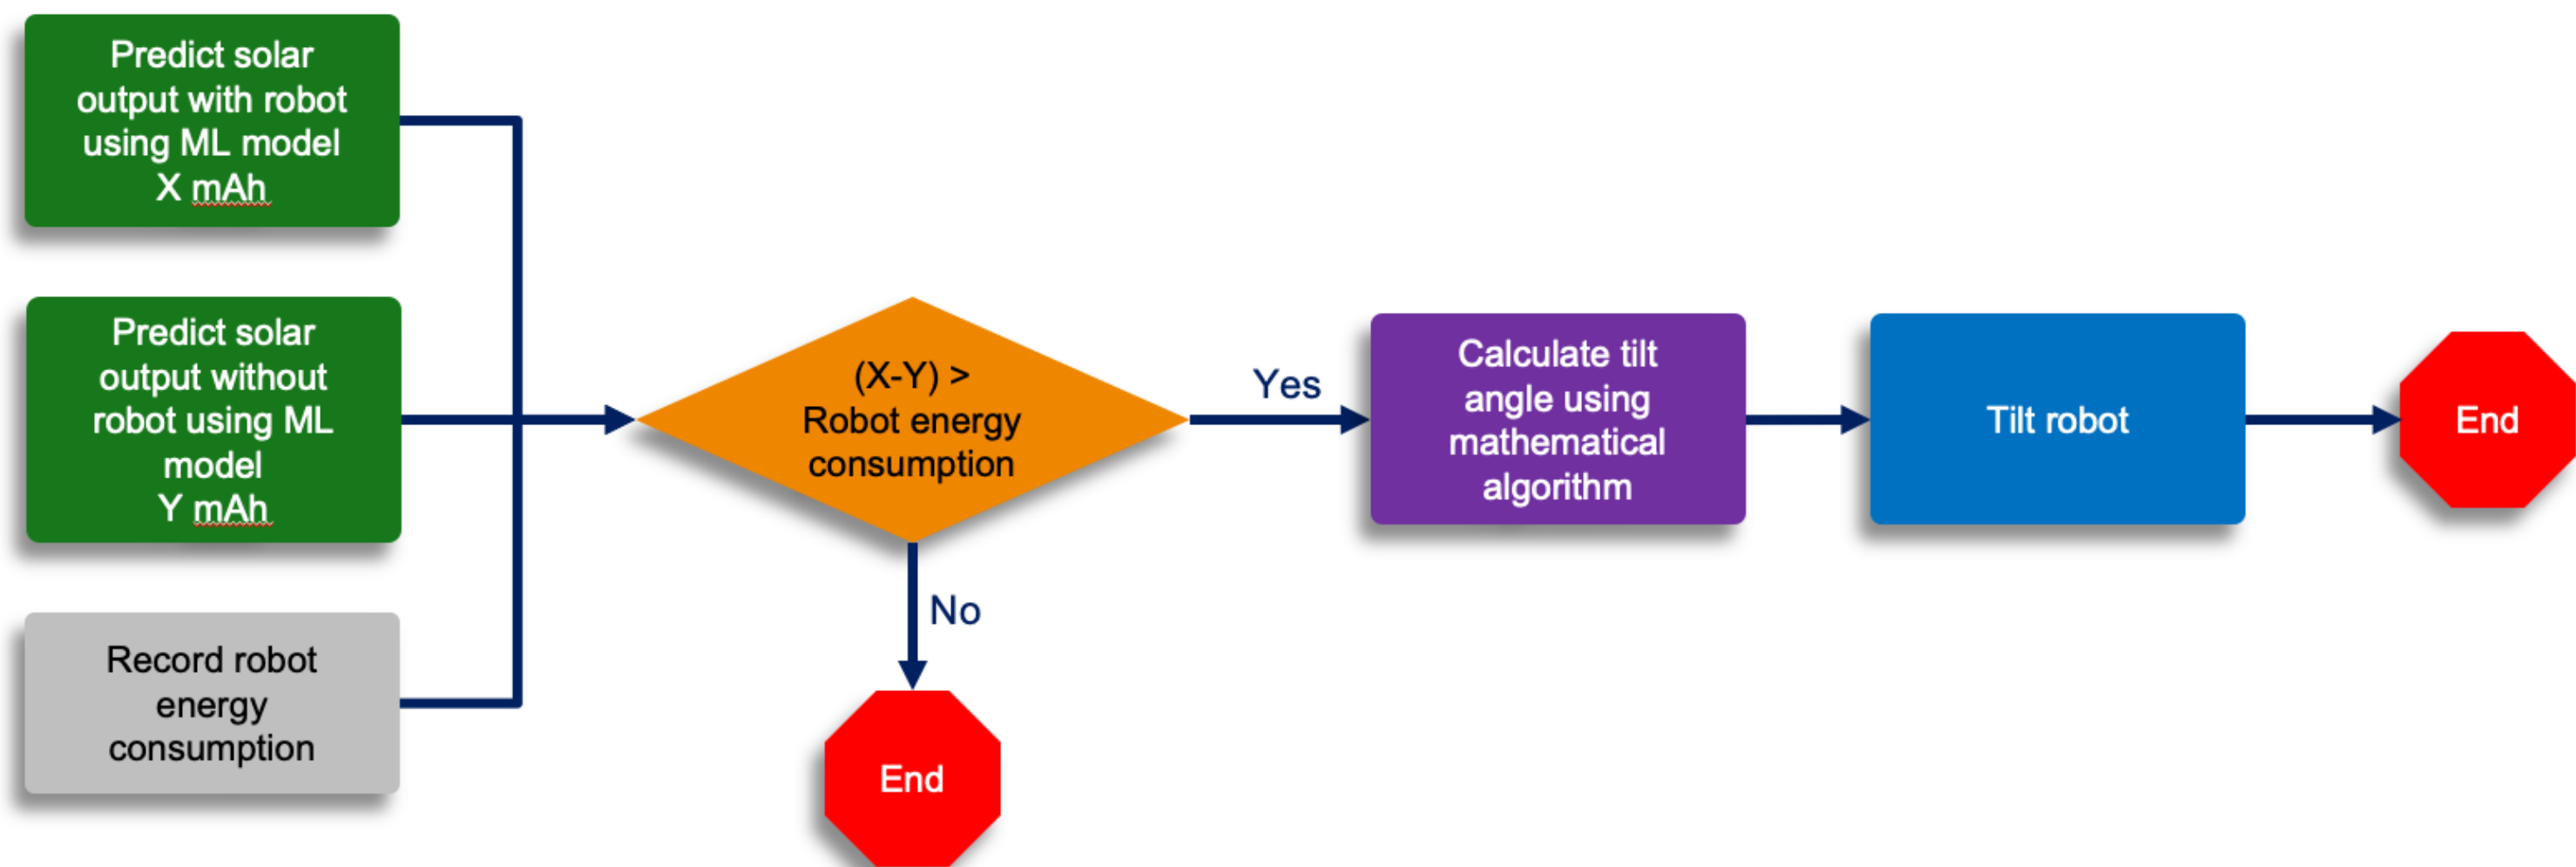 Predict solar
output with robot
using ML model
X mAh
Predict solar
output without
robot using ML
model
Y mAh
Record robot
energy
consumption
(X-Y) >
Robot energy
consumption
Yes
No
End
Calculate tilt
angle using
mathematical
algorithm
Tilt robot
End